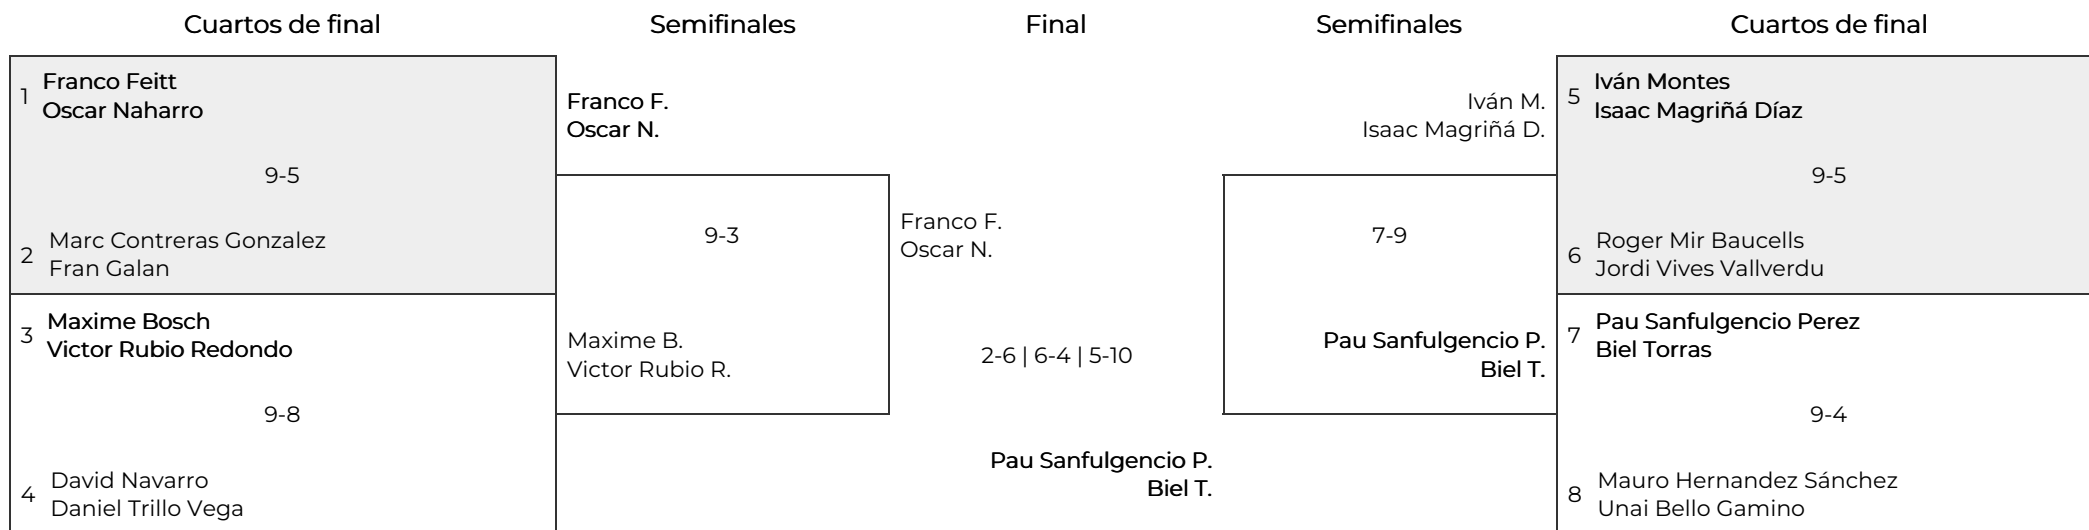 Cuartos de final
Semifinales
Final
Semifinales
Cuartos de final
1
Franco Feitt
Oscar Naharro
9-5
2
Marc Contreras Gonzalez
Fran Galan
3
Maxime Bosch
Victor Rubio Redondo
9-8
4
David Navarro
Daniel Trillo Vega
Franco F.
Oscar N.
9-3
Maxime B.
Victor Rubio R.
Franco F.
Oscar N.
2-6 | 6-4 | 5-10
Pau Sanfulgencio P.
Biel T.
Iván M.
Isaac Magriñá D.
7-9
Pau Sanfulgencio P.
Biel T.
5
Iván Montes
Isaac Magriñá Díaz
9-5
6
Roger Mir Baucells
Jordi Vives Vallverdu
7
Pau Sanfulgencio Perez
Biel Torras
9-4
8
Mauro Hernandez Sánchez
Unai Bello Gamino